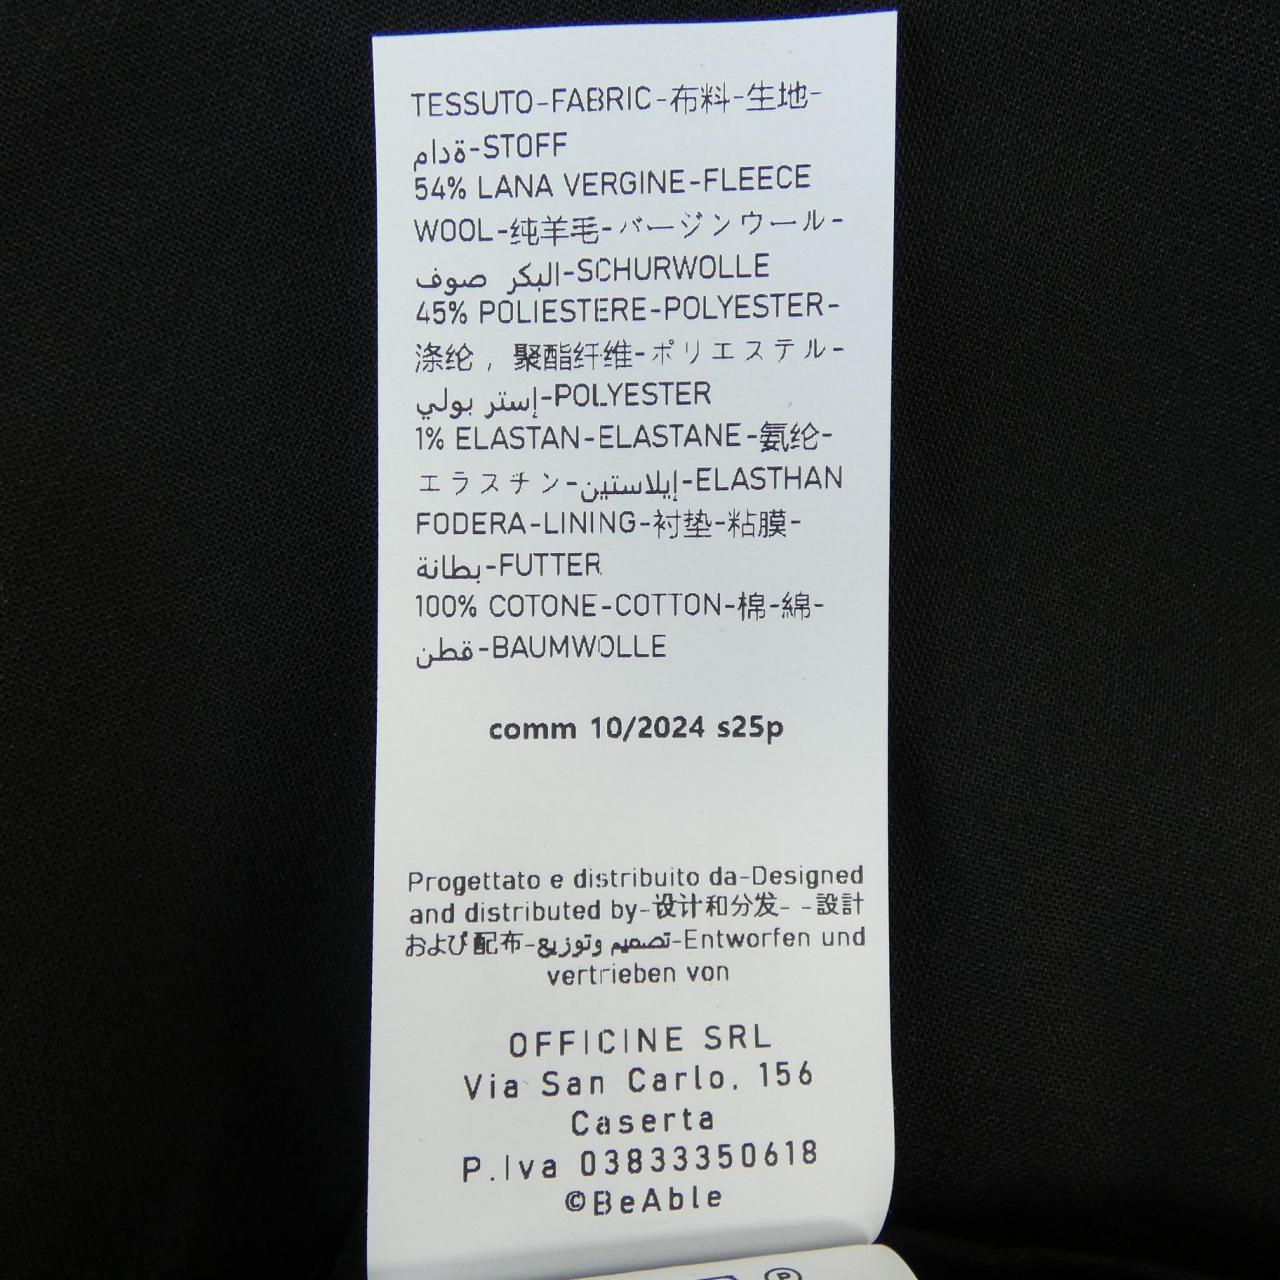 TESSUTO-FABRIC-布料-生地-
مادة-STOFF
54% LANA VERGINE-FLEECE
WOOL-纯羊毛-バージンウール-
البكر صوف-SCHURWOLLE
45% POLIESTERE-POLYESTER-
涤纶，聚酯纤维-ポリエステル-
إستر بولي-POLYESTER
1% ELASTAN-ELASTANE-氨纶-
エラスチン-إيلاستين-ELASTHAN
FODERA-LINING-衬垫-粘膜-
بطانة-FUTTER
100% COTONE-COTTON-棉-綿-
قطن-BAUMWOLLE
comm 10/2024 s25p
Progettato e distribuito da-Designed
and distributed by-设计和分发- -設計
および配布-تصميم وتوزيع-Entworfen und
vertrieben von
OFFICINE SRL
Via San Carlo, 156
Caserta
P.Iva 03833350618
©BeAble
P